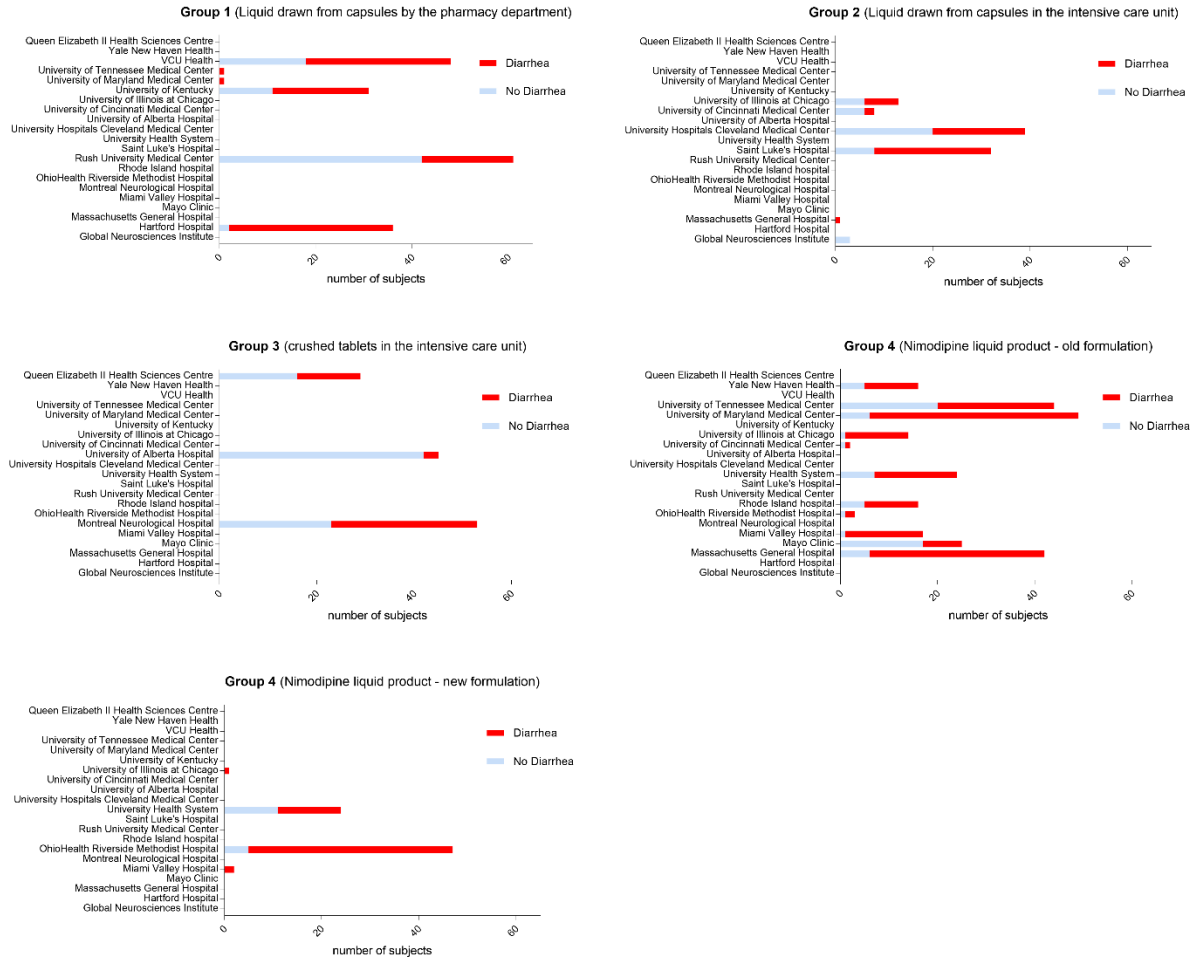 Group 1 (Liquid drawn from capsules by the pharmacy department)
Queen Elizabeth II Health Sciences Centre
Yale New Haven Health
VCU Health
University of Tennessee Medical Center
University of Maryland Medical Center
University of Kentucky
University of Illinois at Chicago
University of Cincinnati Medical Center
University of Alberta Hospital
University Hospitals Cleveland Medical Center
University Health System
Saint Luke's Hospital
Rush University Medical Center
Rhode Island hospital
OhioHealth Riverside Methodist Hospital
Montreal Neurological Hospital
Miami Valley Hospital
Mayo Clinic
Massachusetts General Hospital
Hartford Hospital
Global Neurosciences Institute
Diarrhea
No Diarrhea
0 20 40 60
number of subjects
Group 2 (Liquid drawn from capsules in the intensive care unit)
Queen Elizabeth II Health Sciences Centre
Yale New Haven Health
VCU Health
University of Tennessee Medical Center
University of Maryland Medical Center
University of Kentucky
University of Illinois at Chicago
University of Cincinnati Medical Center
University of Alberta Hospital
University Hospitals Cleveland Medical Center
University Health System
Saint Luke's Hospital
Rush University Medical Center
Rhode Island hospital
OhioHealth Riverside Methodist Hospital
Montreal Neurological Hospital
Miami Valley Hospital
Mayo Clinic
Massachusetts General Hospital
Hartford Hospital
Global Neurosciences Institute
Diarrhea
No Diarrhea
0 20 40 60
number of subjects
Group 3 (crushed tablets in the intensive care unit)
Queen Elizabeth II Health Sciences Centre
Yale New Haven Health
VCU Health
University of Tennessee Medical Center
University of Maryland Medical Center
University of Kentucky
University of Illinois at Chicago
University of Cincinnati Medical Center
University of Alberta Hospital
University Hospitals Cleveland Medical Center
University Health System
Saint Luke's Hospital
Rush University Medical Center
Rhode Island hospital
OhioHealth Riverside Methodist Hospital
Montreal Neurological Hospital
Miami Valley Hospital
Mayo Clinic
Massachusetts General Hospital
Hartford Hospital
Global Neurosciences Institute
Diarrhea
No Diarrhea
0 20 40 60
number of subjects
Group 4 (Nimodipine liquid product - old formulation)
Queen Elizabeth II Health Sciences Centre
Yale New Haven Health
VCU Health
University of Tennessee Medical Center
University of Maryland Medical Center
University of Kentucky
University of Illinois at Chicago
University of Cincinnati Medical Center
University of Alberta Hospital
University Hospitals Cleveland Medical Center
University Health System
Saint Luke's Hospital
Rush University Medical Center
Rhode Island hospital
OhioHealth Riverside Methodist Hospital
Montreal Neurological Hospital
Miami Valley Hospital
Mayo Clinic
Massachusetts General Hospital
Hartford Hospital
Global Neurosciences Institute
Diarrhea
No Diarrhea
0 20 40 60
number of subjects
Group 4 (Nimodipine liquid product - new formulation)
Queen Elizabeth II Health Sciences Centre
Yale New Haven Health
VCU Health
University of Tennessee Medical Center
University of Maryland Medical Center
University of Kentucky
University of Illinois at Chicago
University of Cincinnati Medical Center
University of Alberta Hospital
University Hospitals Cleveland Medical Center
University Health System
Saint Luke's Hospital
Rush University Medical Center
Rhode Island hospital
OhioHealth Riverside Methodist Hospital
Montreal Neurological Hospital
Miami Valley Hospital
Mayo Clinic
Massachusetts General Hospital
Hartford Hospital
Global Neurosciences Institute
Diarrhea
No Diarrhea
0 20 40 60
number of subjects